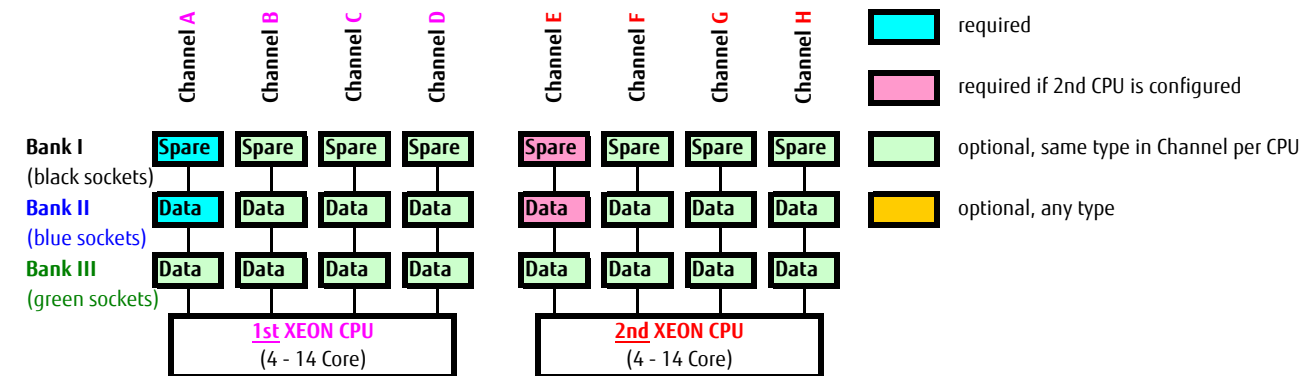 Channel A
Channel B
Channel C
Channel D
Channel E
Channel F
Channel G
Channel H
required
required if 2nd CPU is configured
Bank I
(black sockets)
Spare Spare Spare Spare Spare Spare Spare Spare
optional, same type in Channel per CPU
Bank II
(blue sockets)
Data Data Data Data Data Data Data Data
optional, any type
Bank III
(green sockets)
Data Data Data Data Data Data Data Data
1st XEON CPU
(4 - 14 Core)
2nd XEON CPU
(4 - 14 Core)